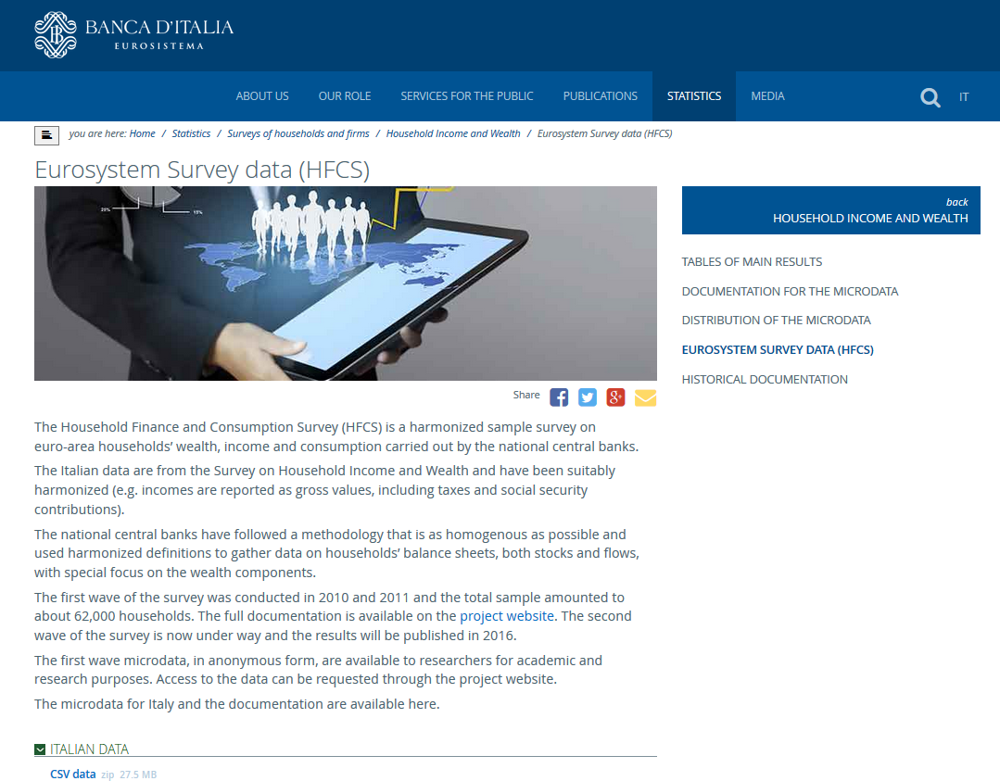 BANCA D'ITALIA
EUROSISTEMA
ABOUT US OUR ROLE SERVICES FOR THE PUBLIC PUBLICATIONS STATISTICS MEDIA IT
you are here: Home / Statistics / Surveys of households and firms / Household Income and Wealth / Eurosystem Survey data (HFCS)
Eurosystem Survey data (HFCS)
20% 15%
back
HOUSEHOLD INCOME AND WEALTH
TABLES OF MAIN RESULTS
DOCUMENTATION FOR THE MICRODATA
DISTRIBUTION OF THE MICRODATA
EUROSYSTEM SURVEY DATA (HFCS)
HISTORICAL DOCUMENTATION
Share
The Household Finance and Consumption Survey (HFCS) is a harmonized sample survey on
euro-area households’ wealth, income and consumption carried out by the national central banks.
The Italian data are from the Survey on Household Income and Wealth and have been suitably
harmonized (e.g. incomes are reported as gross values, including taxes and social security
contributions).
The national central banks have followed a methodology that is as homogenous as possible and
used harmonized definitions to gather data on households’ balance sheets, both stocks and flows,
with special focus on the wealth components.
The first wave of the survey was conducted in 2010 and 2011 and the total sample amounted to
about 62,000 households. The full documentation is available on the project website. The second
wave of the survey is now under way and the results will be published in 2016.
The first wave microdata, in anonymous form, are available to researchers for academic and
research purposes. Access to the data can be requested through the project website.
The microdata for Italy and the documentation are available here.
ITALIAN DATA
CSV data zip 27.5 MB